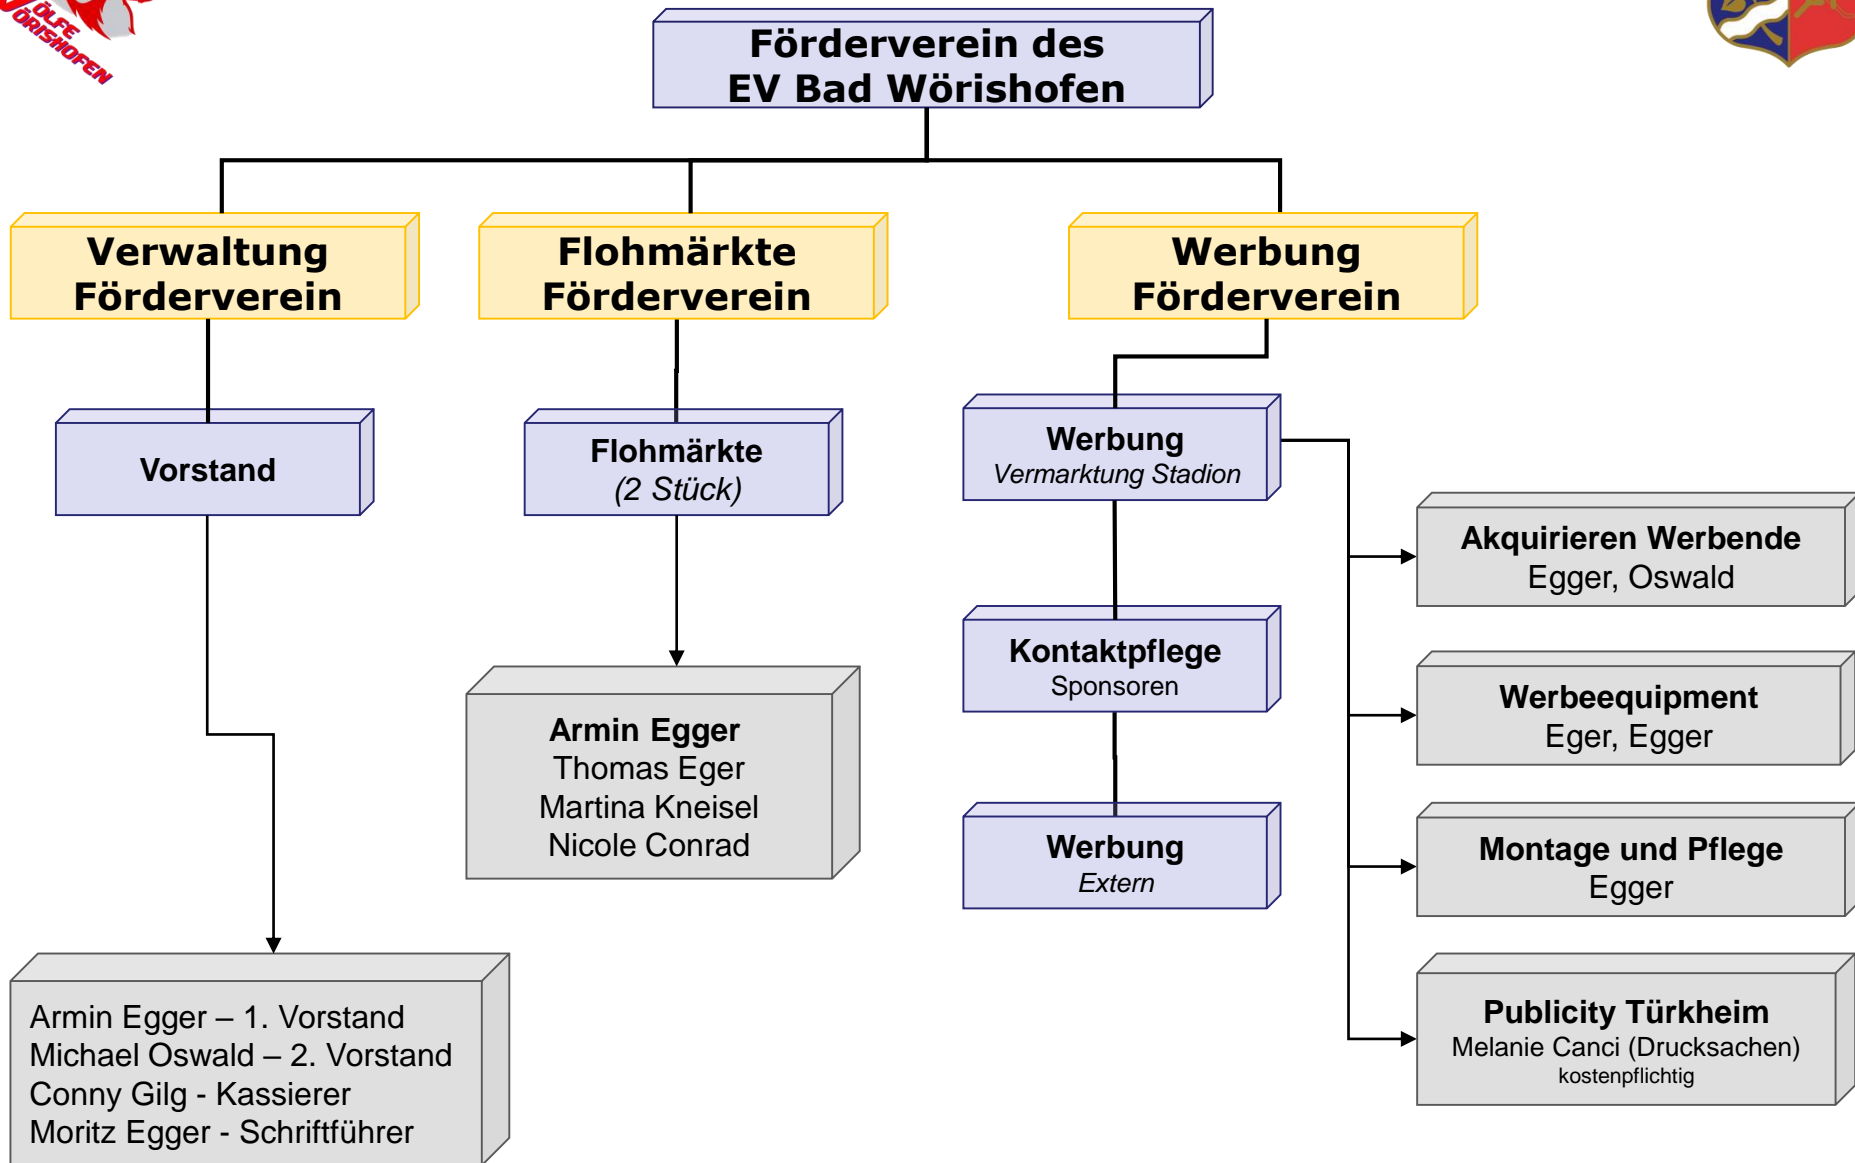 ÖLFE
WÖRISHOFEN
Förderverein des
EV Bad Wörishofen
Verwaltung
Förderverein
Flohmärkte
Förderverein
Werbung
Förderverein
Vorstand
Flohmärkte
(2 Stück)
Werbung
Vermarktung Stadion
Kontaktpflege
Sponsoren
Werbung
Extern
Akquirieren Werbende
Egger, Oswald
Werbeequipment
Eger, Egger
Montage und Pflege
Egger
Publicity Türkheim
Melanie Canci (Drucksachen)
kostenpflichtig
Armin Egger
Thomas Eger
Martina Kneisel
Nicole Conrad
Armin Egger – 1. Vorstand
Michael Oswald – 2. Vorstand
Conny Gilg - Kassierer
Moritz Egger - Schriftführer